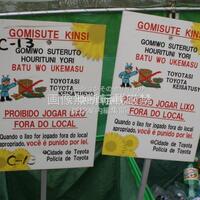 GOMISUTE KINSI
C-13
GOMIWO SUTERUTO
HOURITUNI YORI
BATU WO UKEMASU
TOYOTASI
TOYOTA
KEISATUSYO
PROIBIDO JOGAR LIXO
FORA DO LOCAL
Quando o lixo for jogado fora do local
apropriado, você é punido por lei.
Cidade de Toyota
Policia de Toyota
C-13
GOMISUTE KINSI
GOMIWO SUTERUTO
HOURITUNI YORI
BATU WO UKEMASU
TOYOTASI
TOYOTA
KEISATUSYO
PROIBIDO JOGAR LIXO
FORA DO LOCAL
Quando o lixo for jogado fora do local
apropriado, você é punido por lei.
Cidade de Toyota
Policia de Toyota